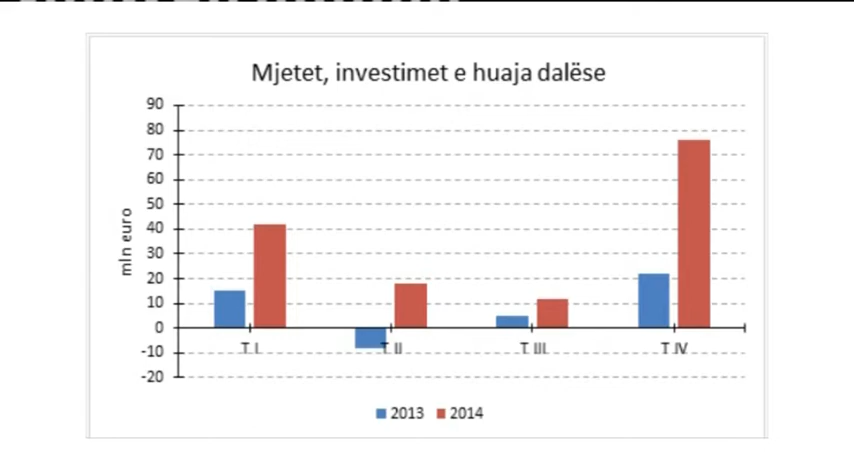 Mjetet, investimet e huaja dalëse
90
80
70
60
50
40
30
20
10
0
-10
-20
mln euro
T I
T II
T III
T IV
2013
2014